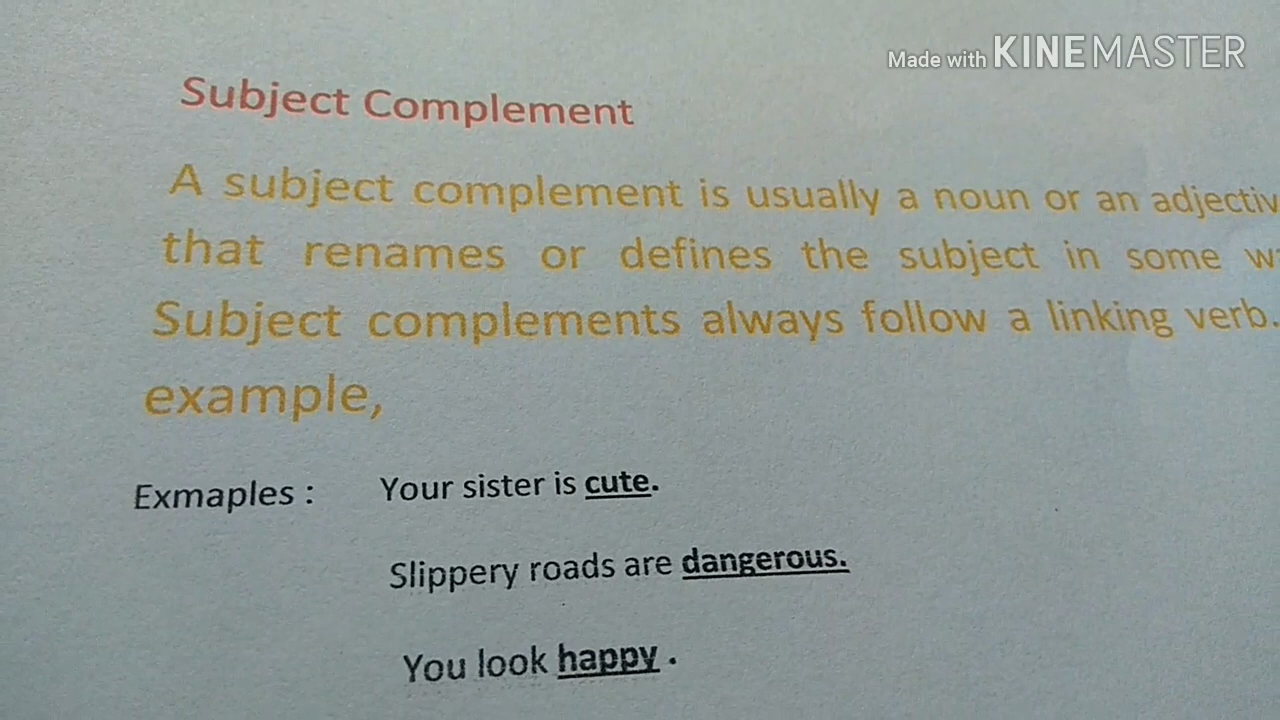 Made with KINEMASTER
Subject Complement
A subject complement is usually a noun or an adjectiv
that renames or defines the subject in some w
Subject complements always follow a linking verb.
example,
Exmaples : Your sister is cute.
Slippery roads are dangerous.
You look happy .